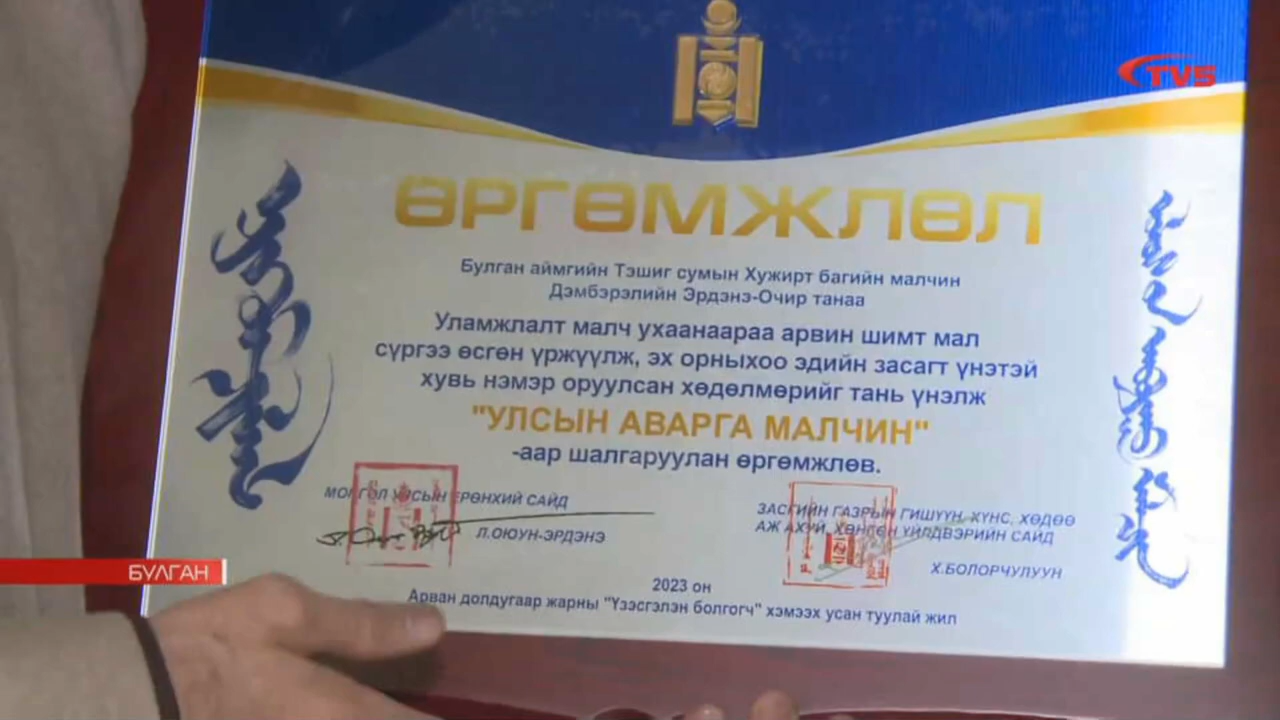 TV5
ӨРГӨМЖЛӨЛ
Булган аймгийн Тэшиг сумын Хужирт багийн малчин
Дэмбэрэлийн Эрдэнэ-Очир танаа
Уламжлалт малч ухаанаараа арвин шимт мал
сүргээ өсгөн үржүүлж, эх орныхоо эдийн засагт үнэтэй
хувь нэмэр оруулсан хөдөлмөрийг тань үнэлж
"УЛСЫН АВАРГА МАЛЧИН"
-аар шалгаруулан өргөмжлөв.
МОНГОЛ УЛСЫН ЕРӨНХИЙ САЙД
Л.ОЮУН-ЭРДЭНЭ
ЗАСГИЙН ГАЗРЫН ГИШҮҮН, ХҮНС, ХӨДӨӨ
АЖ АХУЙ, ХӨНГӨН ҮЙЛДВЭРИЙН САЙД
Х.БОЛОРЧУЛУУН
2023 он
Арван долдугаар жарны "Үзэсгэлэн болгогч" хэмээх усан туулай жил
БУЛГАН